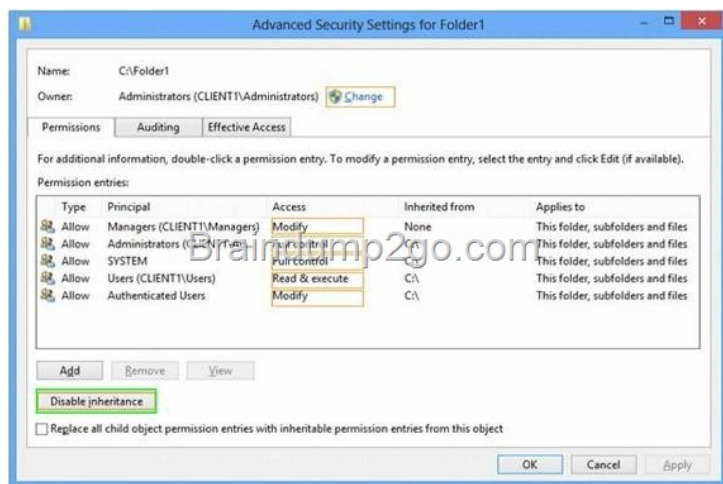 Advanced Security Settings for Folder1
Name: C:\Folder1
Owner: Administrators (CLIENT1\Administrators) Change
Permissions Auditing Effective Access
For additional information, double-click a permission entry. To modify a permission entry, select the entry and click Edit (if available).
Permission entries:
Type Principal Access Inherited from Applies to
Allow Managers (CLIENT1\Managers) Modify None This folder, subfolders and files
Allow Administrators Full control C:\ This folder, subfolders and files
Allow SYSTEM Full control C:\ This folder, subfolders and files
Allow Users (CLIENT1\Users) Read & execute C:\ This folder, subfolders and files
Allow Authenticated Users Modify C:\ This folder, subfolders and files
Braindump2go.com
Add Remove View
Disable inheritance
Replace all child object permission entries with inheritable permission entries from this object
OK Cancel Apply